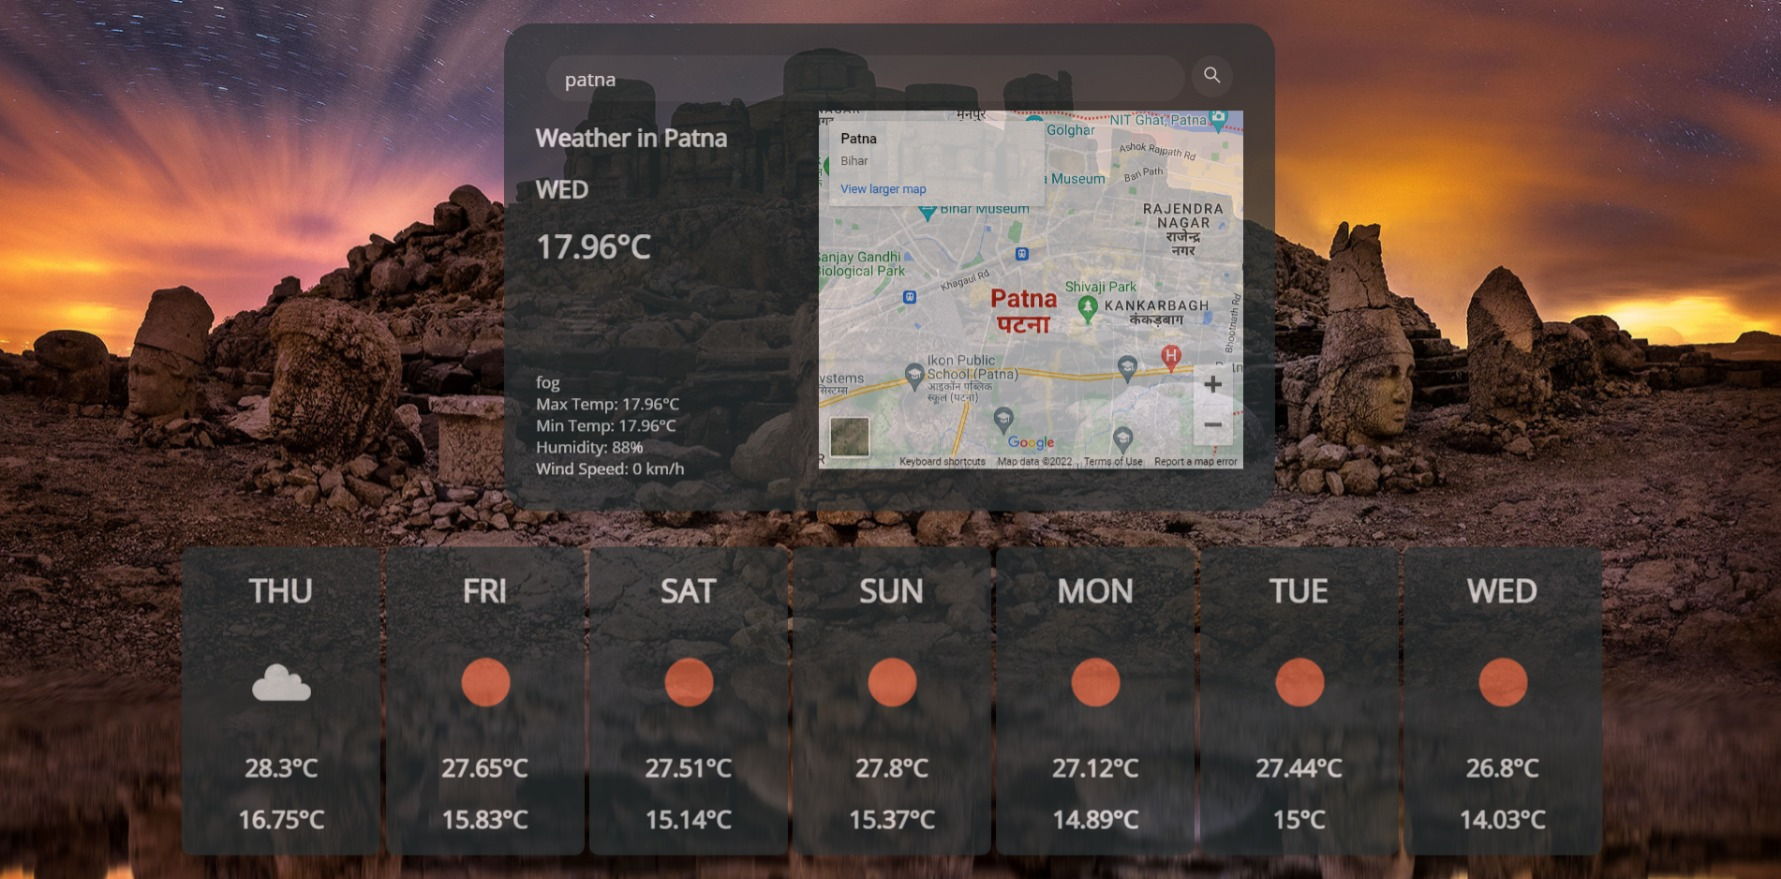 patna
Weather in Patna
WED
17.96°C
fog
Max Temp: 17.96°C
Min Temp: 17.96°C
Humidity: 88%
Wind Speed: 0 km/h
Patna
Bihar
View larger map
मैनपुर
Golghar
NIT Ghat, Patna
Ashok Rajpath Rd
Bari Path
Museum
Bihar Museum
RAJENDRA
NAGAR
राजेन्द्र
नगर
Sanjay Gandhi
Biological Park
Khagaul Rd
Shivaji Park
Patna
पटना
KANKARBAGH
कंकड़बाग
Bhootnath Rd
H
Ikon Public
School (Patna)
आइकॉन पब्लिक
स्कूल (पटना)
+
−
Google
Keyboard shortcuts
Map data ©2022
Terms of Use
Report a map error
THU
28.3°C
16.75°C
FRI
27.65°C
15.83°C
SAT
27.51°C
15.14°C
SUN
27.8°C
15.37°C
MON
27.12°C
14.89°C
TUE
27.44°C
15°C
WED
26.8°C
14.03°C